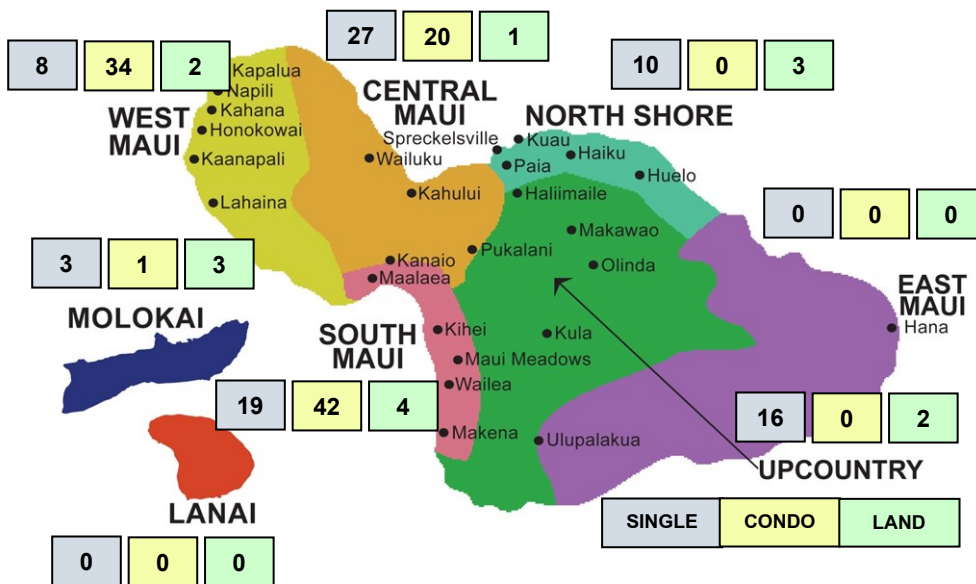 27 20 1
8 34 2
10 0 3
Kapalua
Napili
Kahana
Honokowai
Kaanapali
Lahaina
WEST
MAUI
CENTRAL
MAUI
Spreckelsville
Wailuku
Kahului
NORTH SHORE
Kuau
Haiku
Paia
Huelo
Haliimaile
0 0 0
Makawao
Pukalani
Olinda
Kanaio
Maalaea
3 1 3
MOLOKAI
EAST
MAUI
Hana
SOUTH
MAUI
Kihei
Kula
Maui Meadows
Wailea
Makena
19 42 4
16 0 2
Ulupalakua
UPCOUNTRY
LANAI
0 0 0
SINGLE CONDO LAND